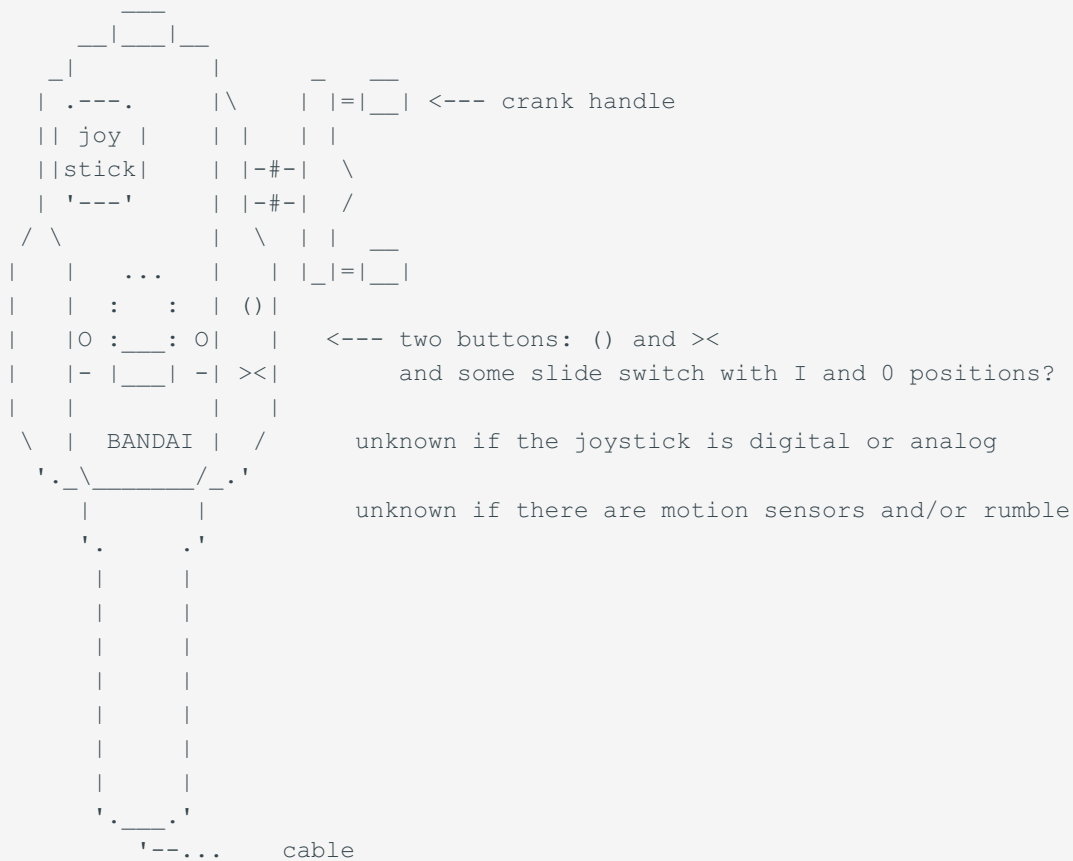 joy
stick
<--- crank handle
O O
<--- two buttons: () and ><
and some slide switch with I and 0 positions?
BANDAI
unknown if the joystick is digital or analog
unknown if there are motion sensors and/or rumble
cable